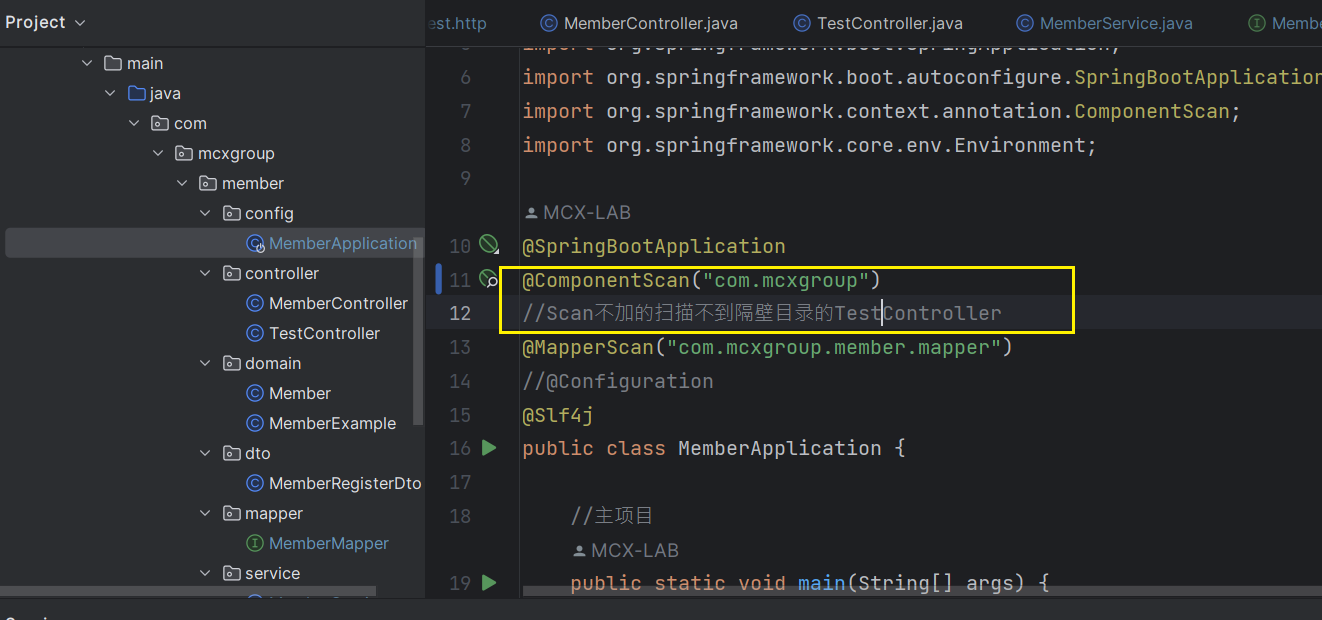 Project
main
java
com
mcxgroup
member
config
MemberApplication
controller
MemberController
TestController
domain
Member
MemberExample
dto
MemberRegisterDto
mapper
MemberMapper
service
est.http
MemberController.java
TestController.java
MemberService.java
Membe
import org.springframework.boot.SpringApplication;
6 import org.springframework.boot.autoconfigure.SpringBootApplication
7 import org.springframework.context.annotation.ComponentScan;
8 import org.springframework.core.env.Environment;
9
MCX-LAB
10 @SpringBootApplication
11 @ComponentScan("com.mcxgroup")
12 //Scan不加的扫描不到隔壁目录的TestController
13 @MapperScan("com.mcxgroup.member.mapper")
14 //@Configuration
15 @Slf4j
16 public class MemberApplication {
17
18 //主项目
MCX-LAB
19 public static void main(String[] args) {